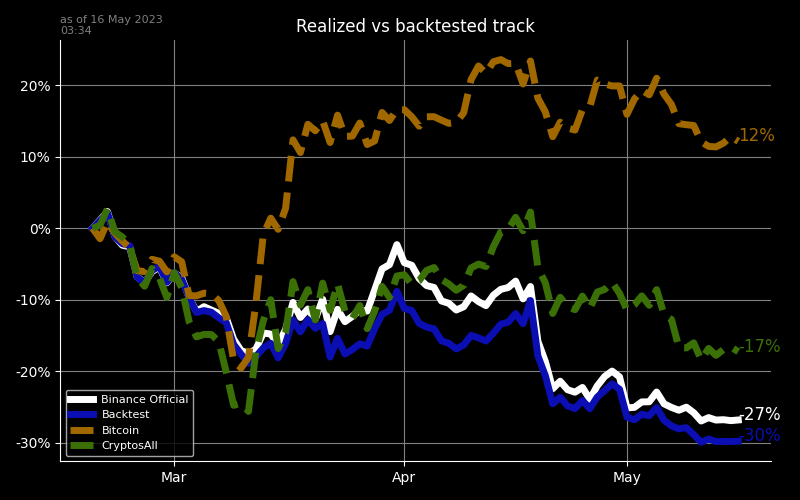 as of 16 May 2023
03:34
Realized vs backtested track
20%
10%
0%
-10%
-20%
-30%
12%
-17%
-27%
-30%
Binance Official
Backtest
Bitcoin
CryptosAll
Mar
Apr
May